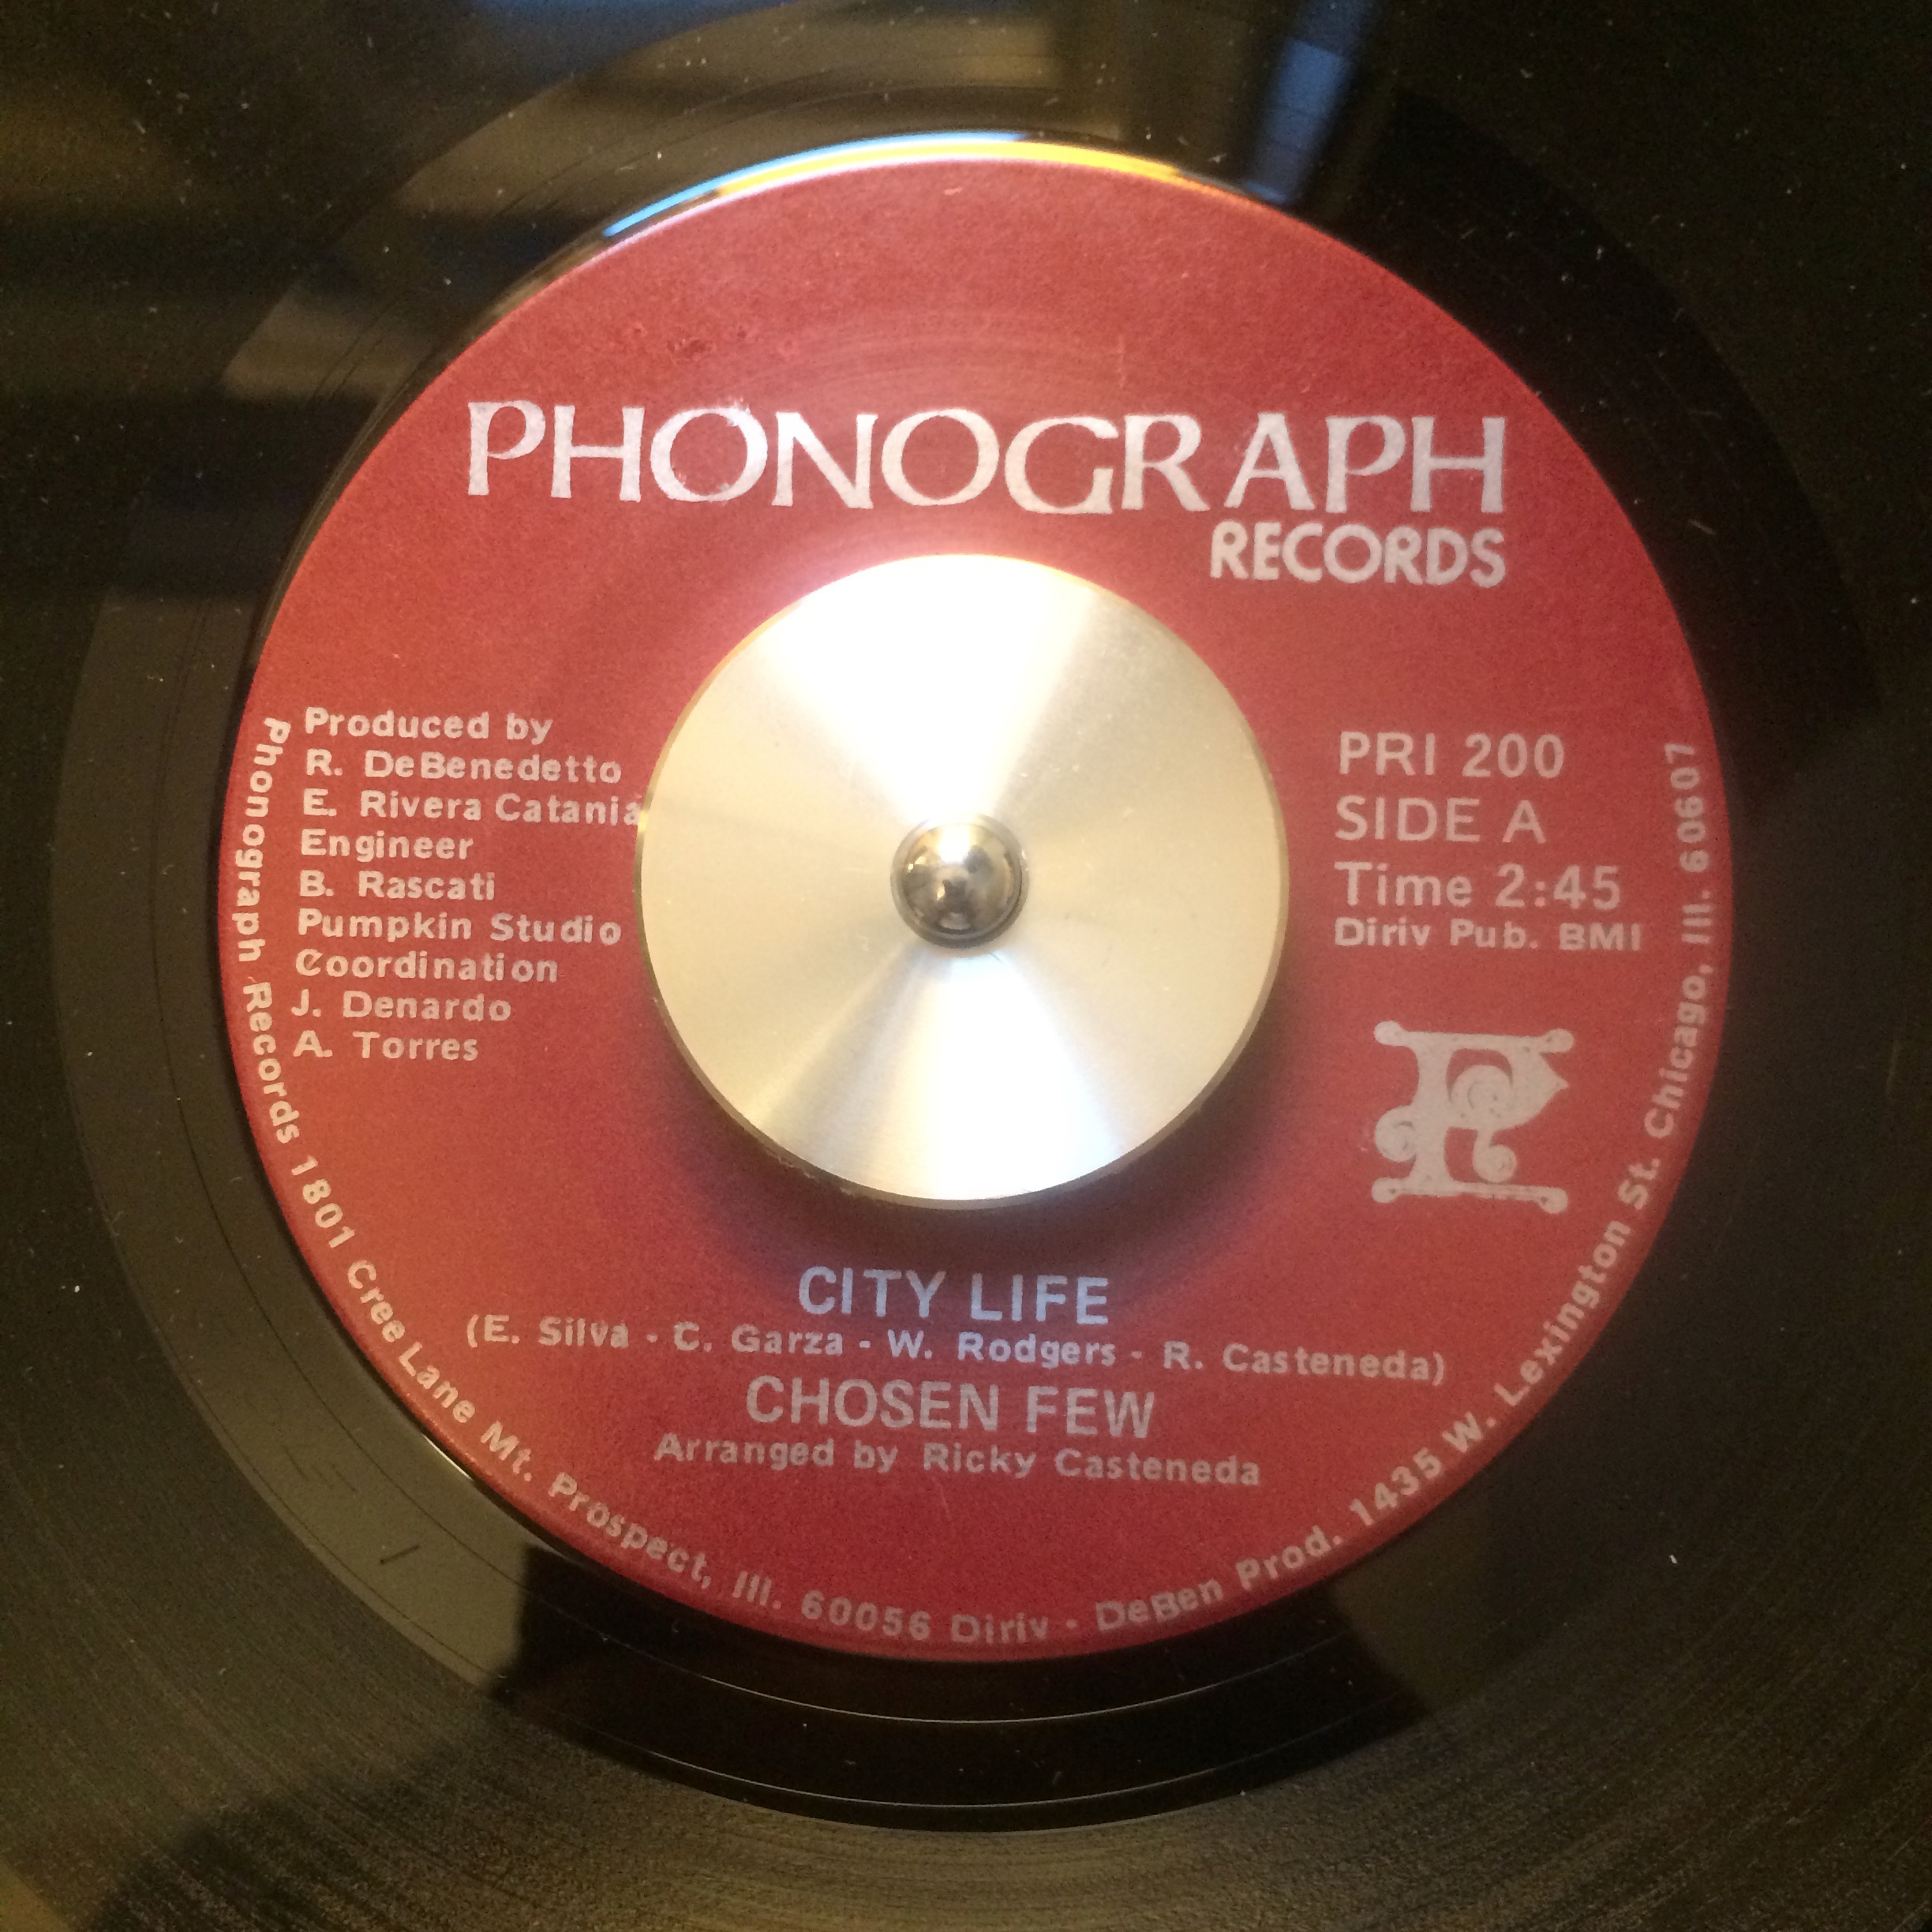 PHONOGRAPH
RECORDS
Produced by
R. DeBenedetto
E. Rivera Catania
Engineer
B. Rascati
Pumpkin Studio
Coordination
J. Denardo
A. Torres
PRI 200
SIDE A
Time 2:45
Diriv Pub. BMI
CITY LIFE
(E. Silva - C. Garza - W. Rodgers - R. Casteneda)
CHOSEN FEW
Arranged by Ricky Casteneda
Phonograph Records 1801 Cree Lane Mt. Prospect, Ill. 60056 Diriv - DeBen Prod. 1435 W. Lexington St. Chicago, Ill. 60607